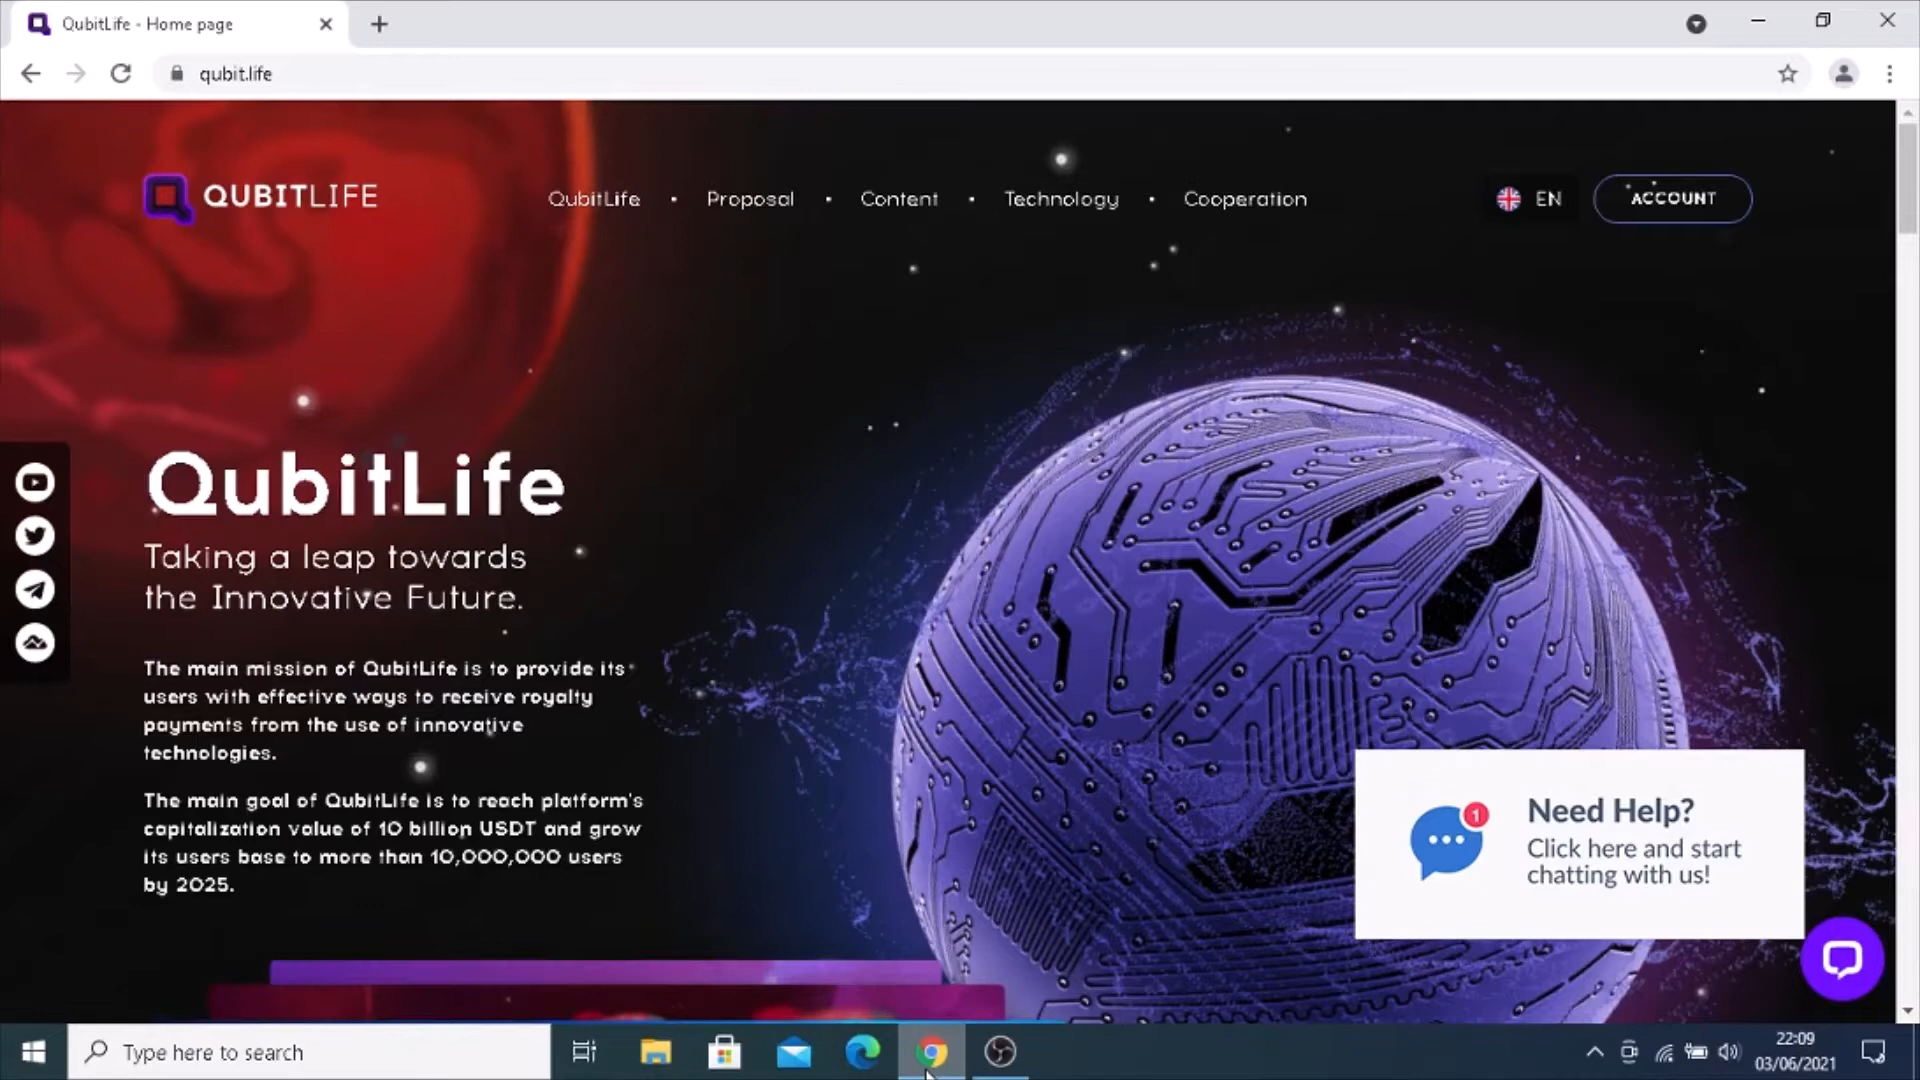 QubitLife - Home page
qubit.life
QUBITLIFE
QubitLife • Proposal • Content • Technology • Cooperation
EN
ACCOUNT
QubitLife
Taking a leap towards
the Innovative Future.
The main mission of QubitLife is to provide its
users with effective ways to receive royalty
payments from the use of innovative
technologies.
The main goal of QubitLife is to reach platform's
capitalization value of 10 billion USDT and grow
its users base to more than 10,000,000 users
by 2025.
1
Need Help?
Click here and start
chatting with us!
Type here to search
22:09
03/06/2021